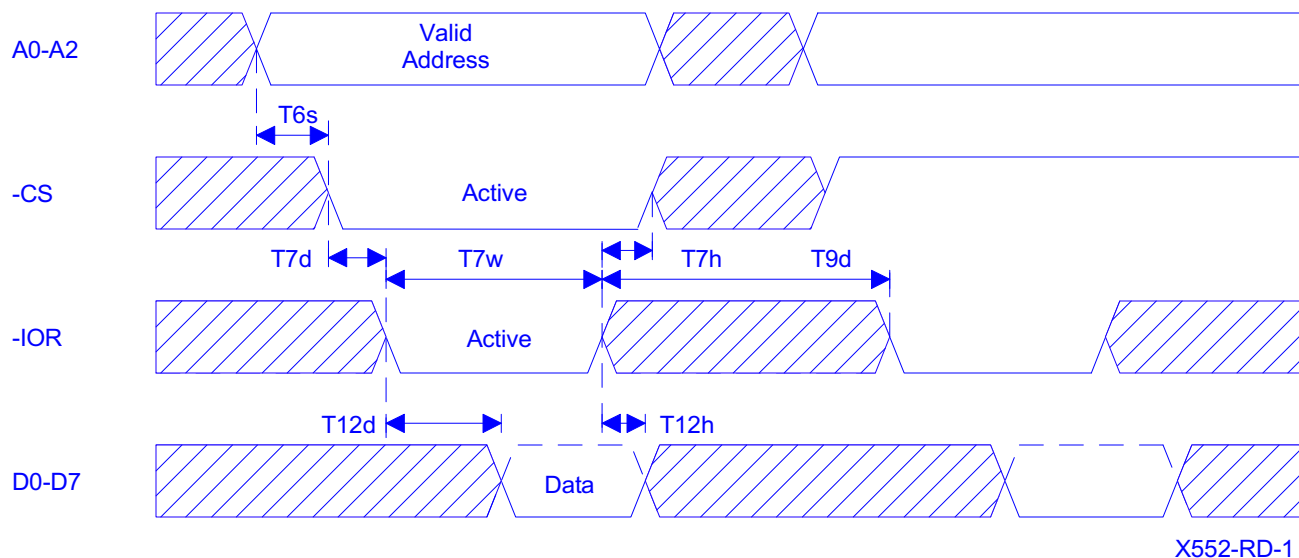 A0-A2
Valid
Address
T6s
-CS
Active
T7d
T7w
T7h
T9d
-IOR
Active
T12d
T12h
D0-D7
Data
X552-RD-1